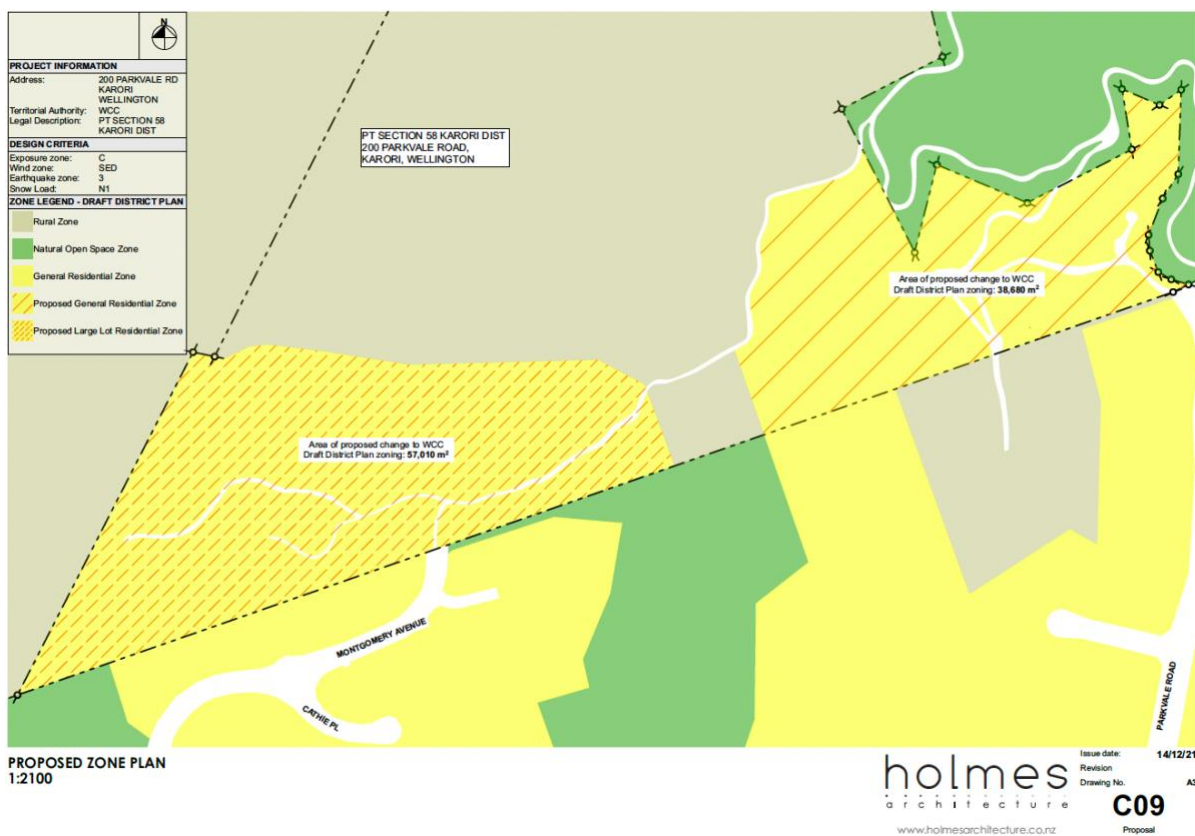 N
PROJECT INFORMATION
Address: 200 PARKVALE RD
KARORI
WELLINGTON
Territorial Authority: WCC
Legal Description: PT SECTION 58
KARORI DIST
DESIGN CRITERIA
Exposure zone: C
Wind zone: SED
Earthquake zone: 3
Snow Load: N1
ZONE LEGEND - DRAFT DISTRICT PLAN
Rural Zone
Natural Open Space Zone
General Residential Zone
Proposed General Residential Zone
Proposed Large Lot Residential Zone
PT SECTION 58 KARORI DIST
200 PARKVALE ROAD,
KARORI, WELLINGTON
Area of proposed change to WCC
Draft District Plan zoning: 38,680 m²
Area of proposed change to WCC
Draft District Plan zoning: 57,010 m²
MONTGOMERY AVENUE
CATHIE PL
PARKVALE ROAD
PROPOSED ZONE PLAN
1:2100
holmes
architecture
www.holmesarchitecture.co.nz
Issue date: 14/12/21
Revision
Drawing No. A3
C09
Proposal